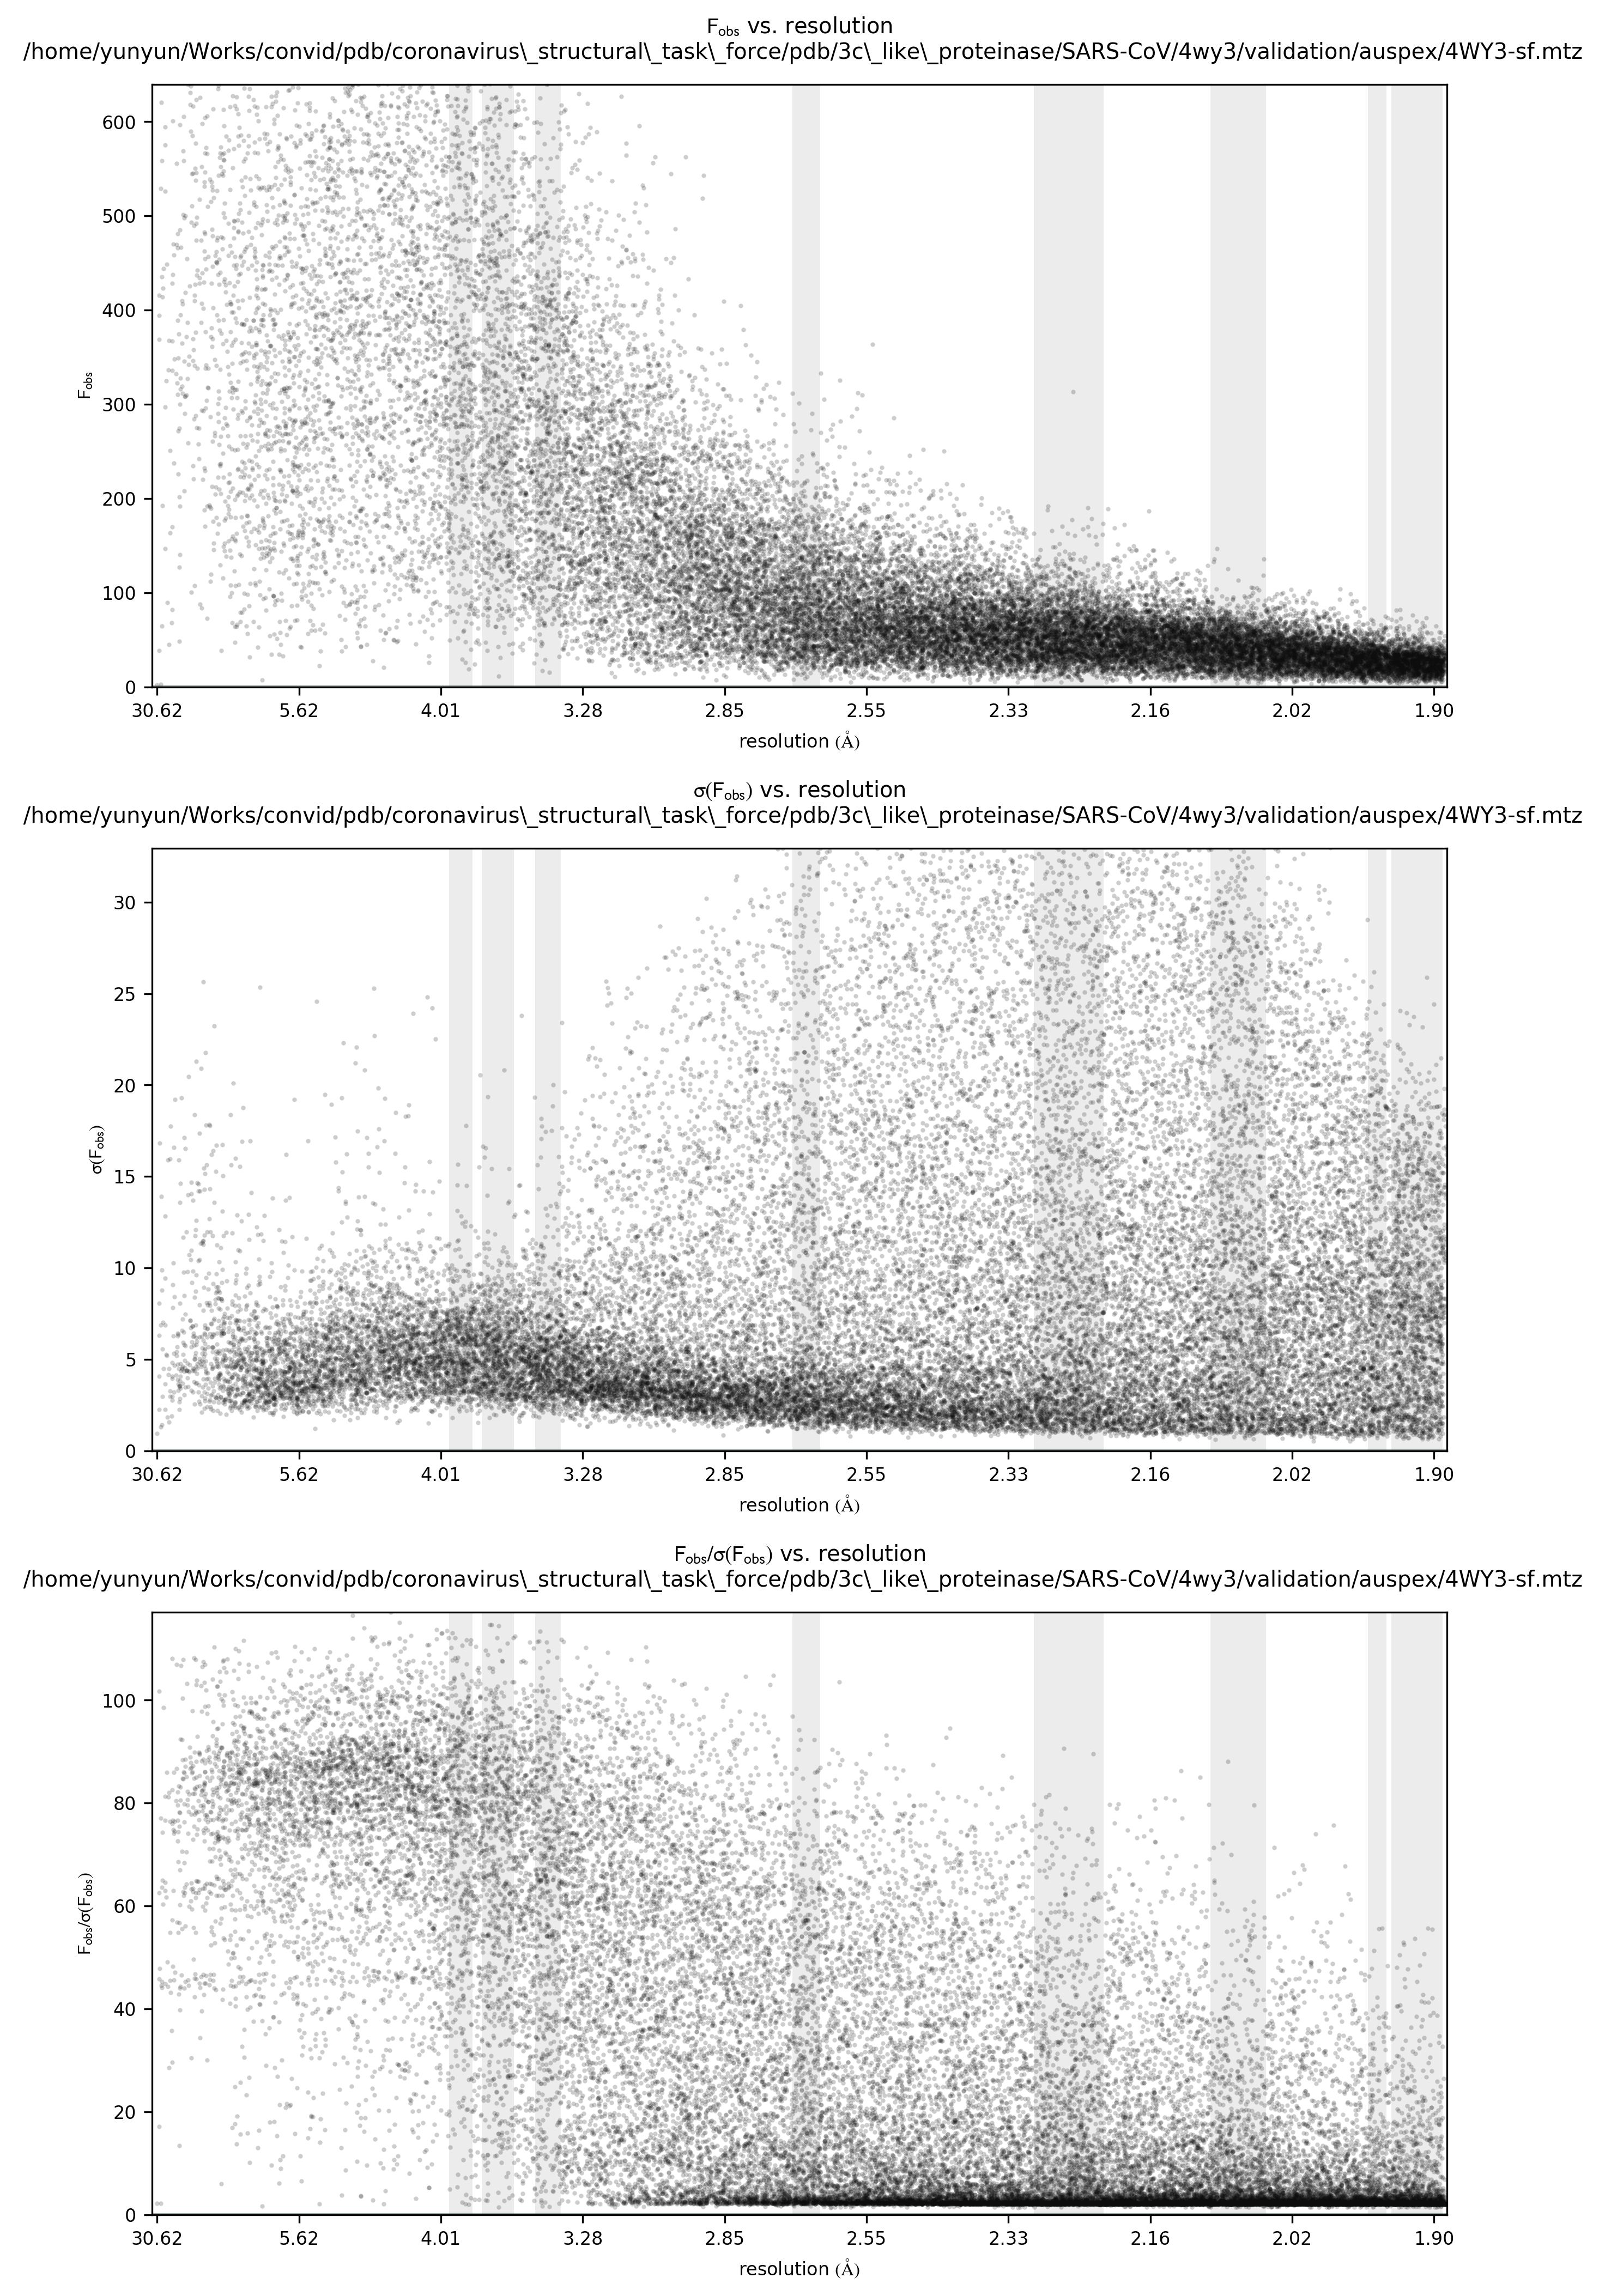 Fobs vs. resolution
/home/yunyun/Works/convid/pdb/coronavirus\_structural\_task\_force/pdb/3c\_like\_proteinase/SARS-CoV/4wy3/validation/auspex/4WY3-sf.mtz
600
500
400
300
200
100
0
Fobs
30.62 5.62 4.01 3.28 2.85 2.55 2.33 2.16 2.02 1.90
resolution (Å)
σ(Fobs) vs. resolution
/home/yunyun/Works/convid/pdb/coronavirus\_structural\_task\_force/pdb/3c\_like\_proteinase/SARS-CoV/4wy3/validation/auspex/4WY3-sf.mtz
30
25
20
15
10
5
0
σ(Fobs)
30.62 5.62 4.01 3.28 2.85 2.55 2.33 2.16 2.02 1.90
resolution (Å)
Fobs/σ(Fobs) vs. resolution
/home/yunyun/Works/convid/pdb/coronavirus\_structural\_task\_force/pdb/3c\_like\_proteinase/SARS-CoV/4wy3/validation/auspex/4WY3-sf.mtz
100
80
60
40
20
0
Fobs/σ(Fobs)
30.62 5.62 4.01 3.28 2.85 2.55 2.33 2.16 2.02 1.90
resolution (Å)